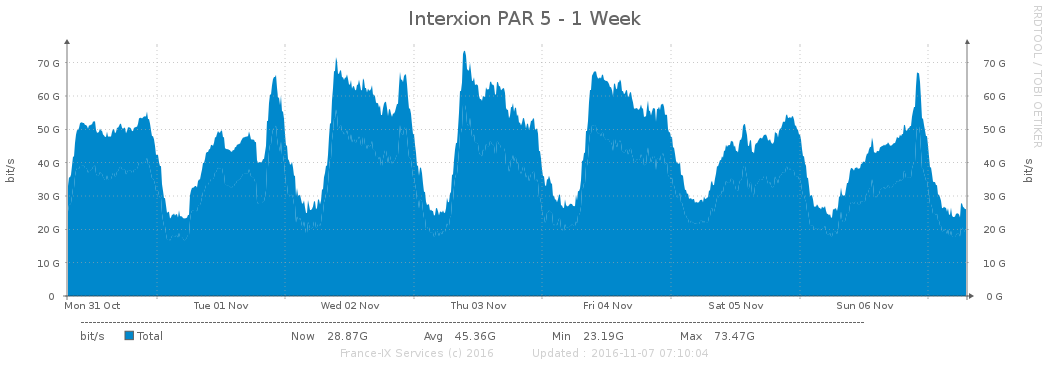 Interxion PAR 5 - 1 Week
RRDTOOL / TOBI OETIKER
bit/s
bit/s
70 G 70 G
60 G 60 G
50 G 50 G
40 G 40 G
30 G 30 G
20 G 20 G
10 G 10 G
0 0 G
Mon 31 Oct Tue 01 Nov Wed 02 Nov Thu 03 Nov Fri 04 Nov Sat 05 Nov Sun 06 Nov
bit/s Total Now 28.87G Avg 45.36G Min 23.19G Max 73.47G
France-IX Services (c) 2016 Updated : 2016-11-07 07:10:04